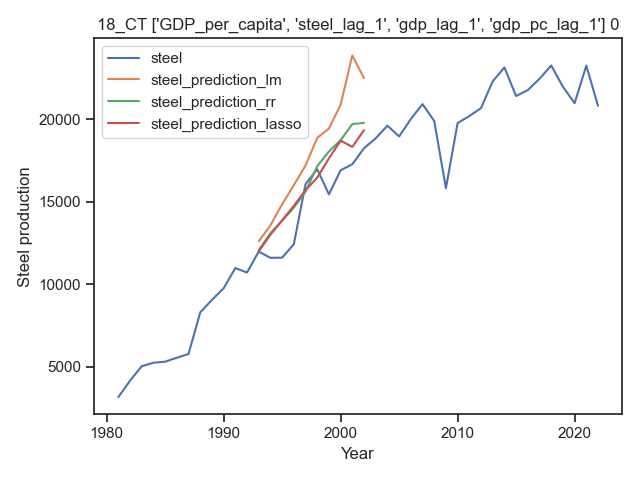 18_CT ['GDP_per_capita', 'steel_lag_1', 'gdp_lag_1', 'gdp_pc_lag_1'] 0
steel
steel_prediction_lm
steel_prediction_rr
steel_prediction_lasso
Steel production
20000
15000
10000
5000
1980 1990 2000 2010 2020
Year